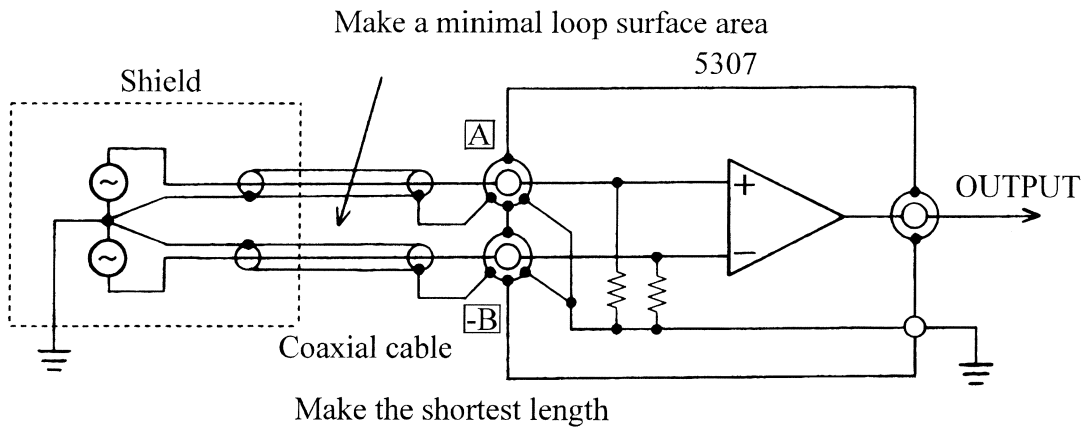 Make a minimal loop surface area
5307
Shield
A
+
OUTPUT
−
-B
Coaxial cable
Make the shortest length